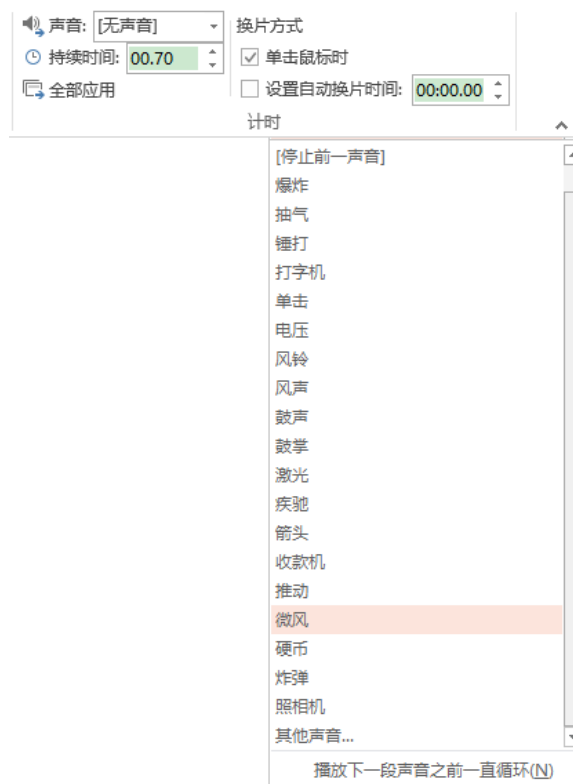 声音: [无声音] 换片方式
持续时间: 00.70 单击鼠标时
全部应用 设置自动换片时间: 00:00.00
计时
[停止前一声音]
爆炸
抽气
锤打
打字机
单击
电压
风铃
风声
鼓声
鼓掌
激光
疾驰
箭头
收款机
推动
微风
硬币
炸弹
照相机
其他声音...
播放下一段声音之前一直循环(N)